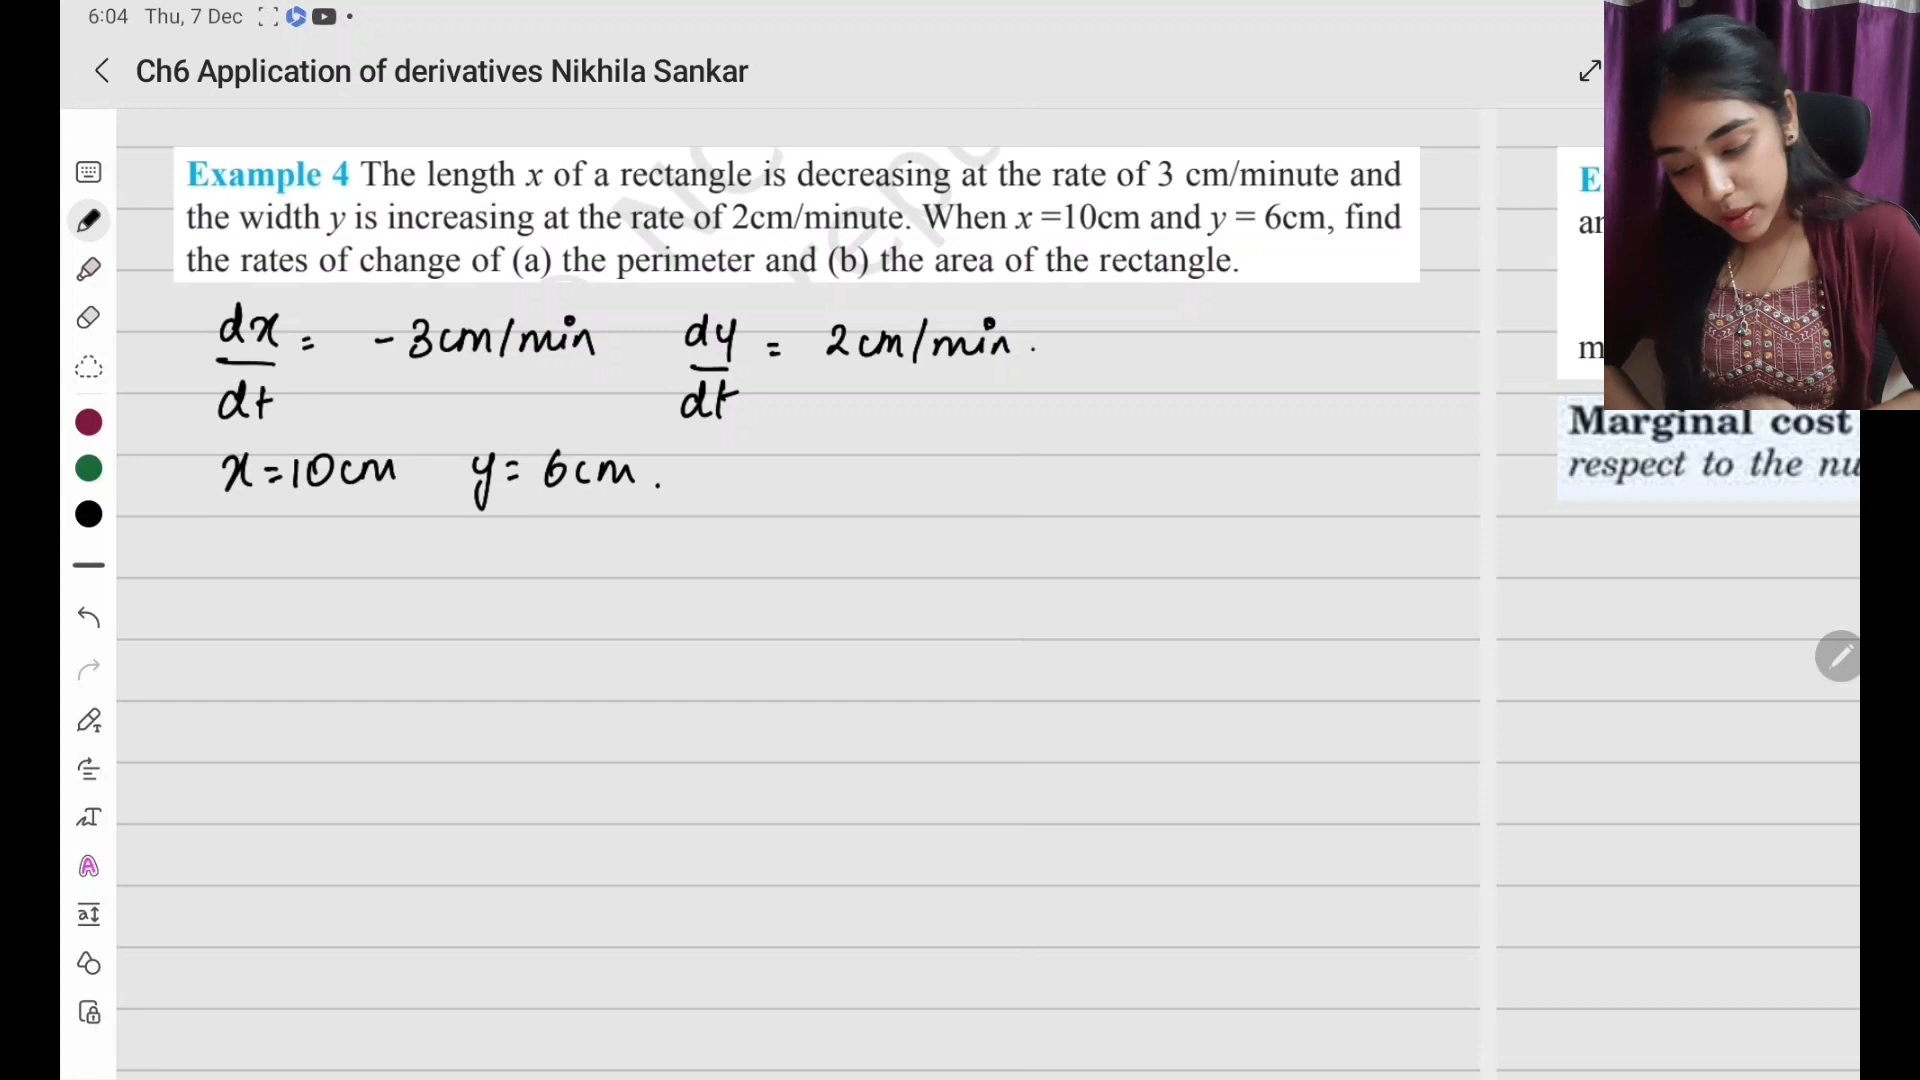 6:04 Thu, 7 Dec
Ch6 Application of derivatives Nikhila Sankar
Example 4 The length x of a rectangle is decreasing at the rate of 3 cm/minute and
the width y is increasing at the rate of 2cm/minute. When x =10cm and y = 6cm, find
the rates of change of (a) the perimeter and (b) the area of the rectangle.
dx/dt = -3cm/min dy/dt = 2cm/min.
x=10cm y= 6cm.
E
ar
m
Marginal cost
respect to the nu